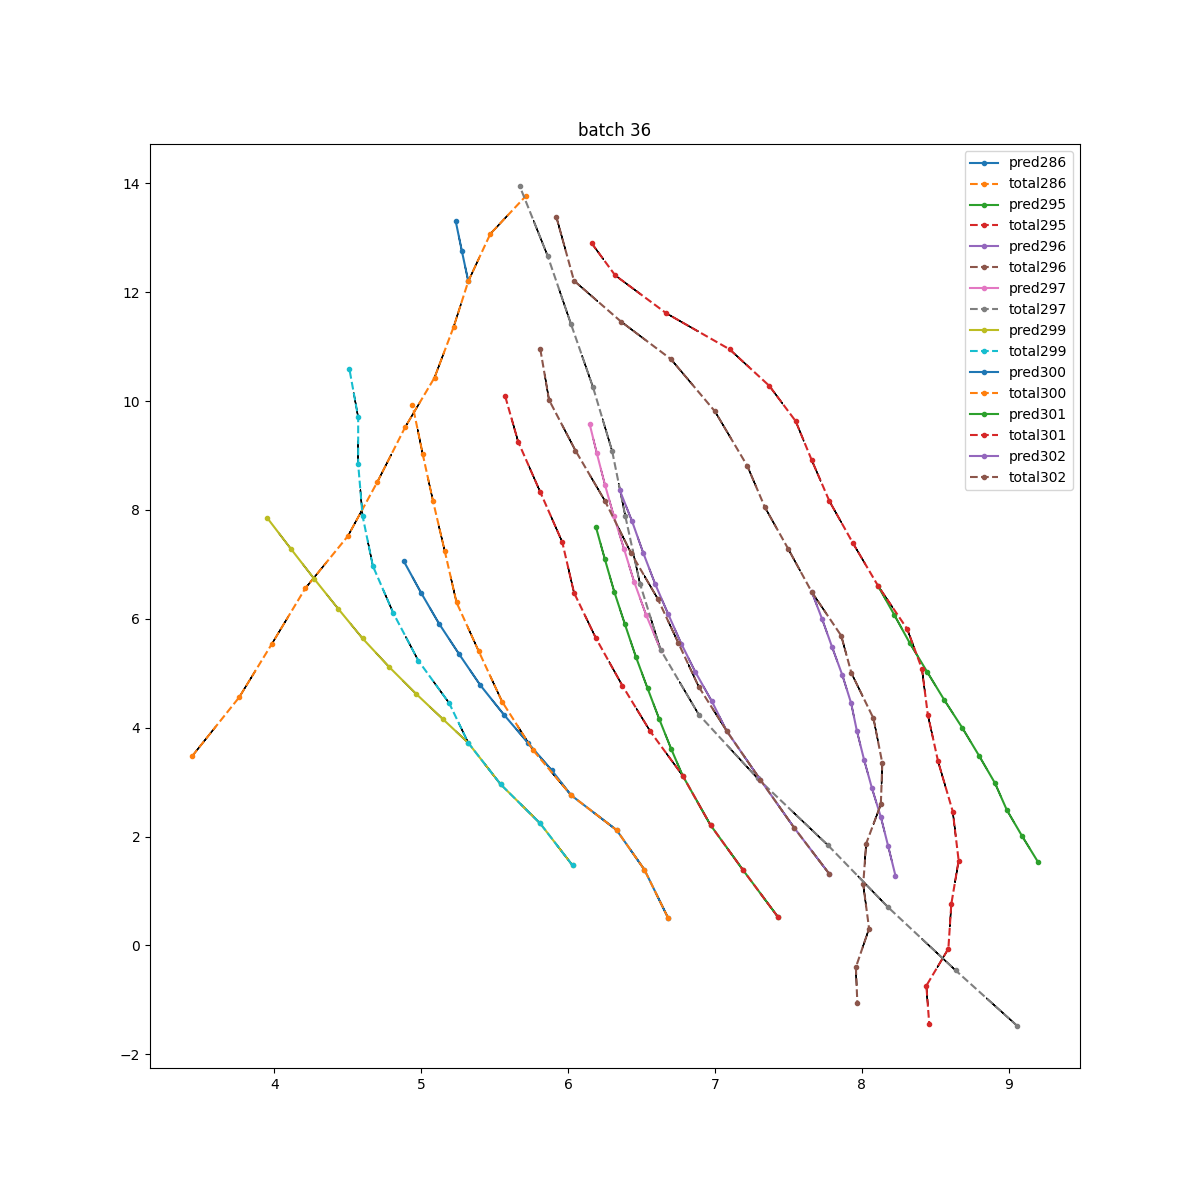 batch 36
pred286
total286
pred295
total295
pred296
total296
pred297
total297
pred299
total299
pred300
total300
pred301
total301
pred302
total302
14
12
10
8
6
4
2
0
−2
4 5 6 7 8 9